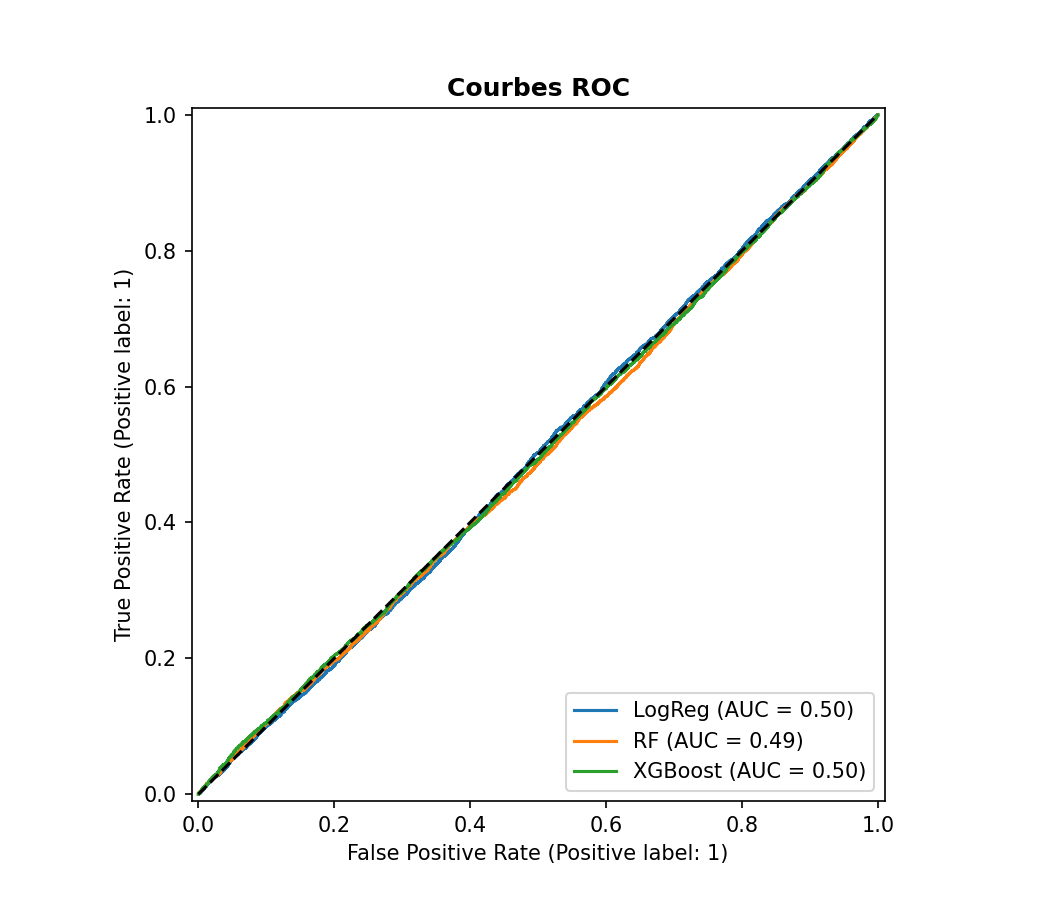 Courbes ROC
1.0
0.8
0.6
0.4
0.2
0.0
True Positive Rate (Positive label: 1)
LogReg (AUC = 0.50)
RF (AUC = 0.49)
XGBoost (AUC = 0.50)
0.0 0.2 0.4 0.6 0.8 1.0
False Positive Rate (Positive label: 1)